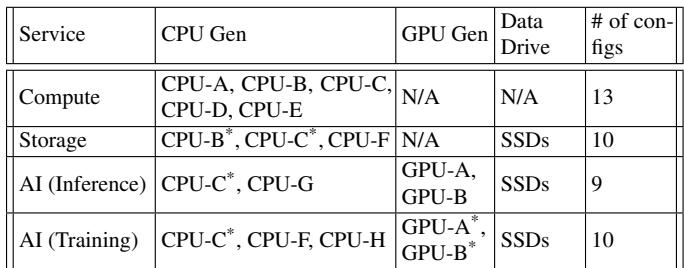 Service CPU Gen GPU Gen Data Drive # of con-figs
Compute CPU-A, CPU-B, CPU-C, CPU-D, CPU-E N/A N/A 13
Storage CPU-B*, CPU-C*, CPU-F N/A SSDs 10
AI (Inference) CPU-C*, CPU-G GPU-A, GPU-B SSDs 9
AI (Training) CPU-C*, CPU-F, CPU-H GPU-A*, GPU-B* SSDs 10